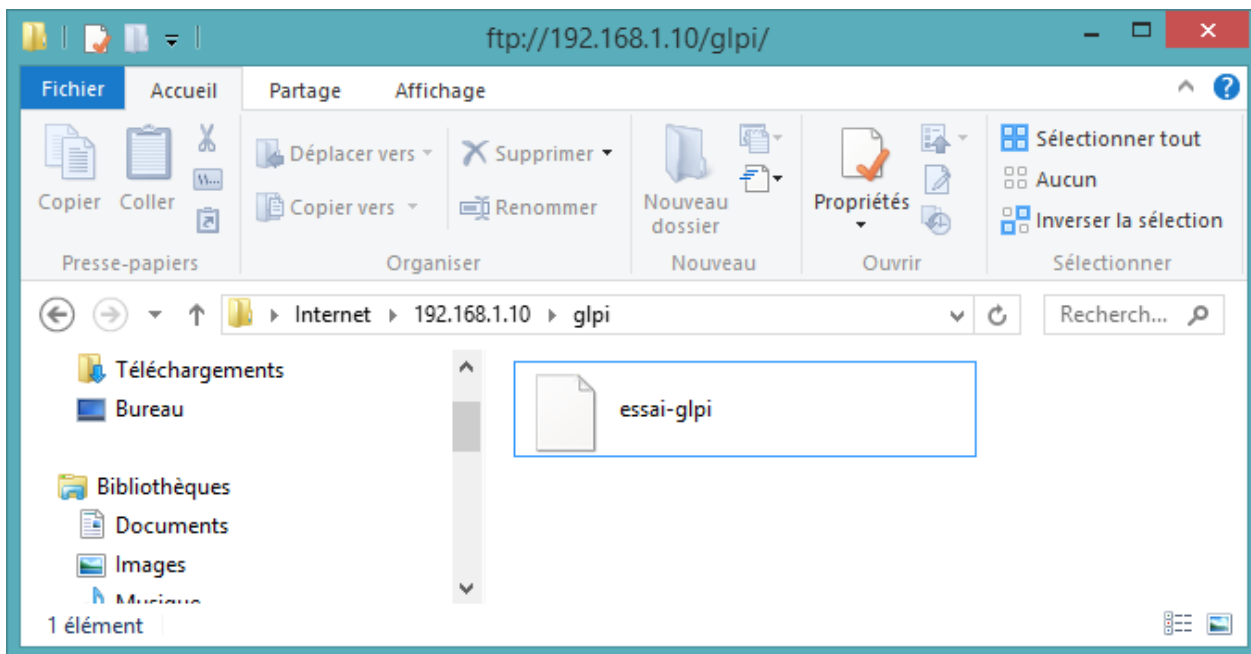 ftp://192.168.1.10/glpi/
Fichier Accueil Partage Affichage
Copier Coller
Déplacer vers
Copier vers
Supprimer
Renommer
Nouveau
dossier
Propriétés
Sélectionner tout
Aucun
Inverser la sélection
Presse-papiers Organiser Nouveau Ouvrir Sélectionner
Internet 192.168.1.10 glpi Recherch...
Téléchargements
Bureau
Bibliothèques
Documents
Images
Musique
essai-glpi
1 élément